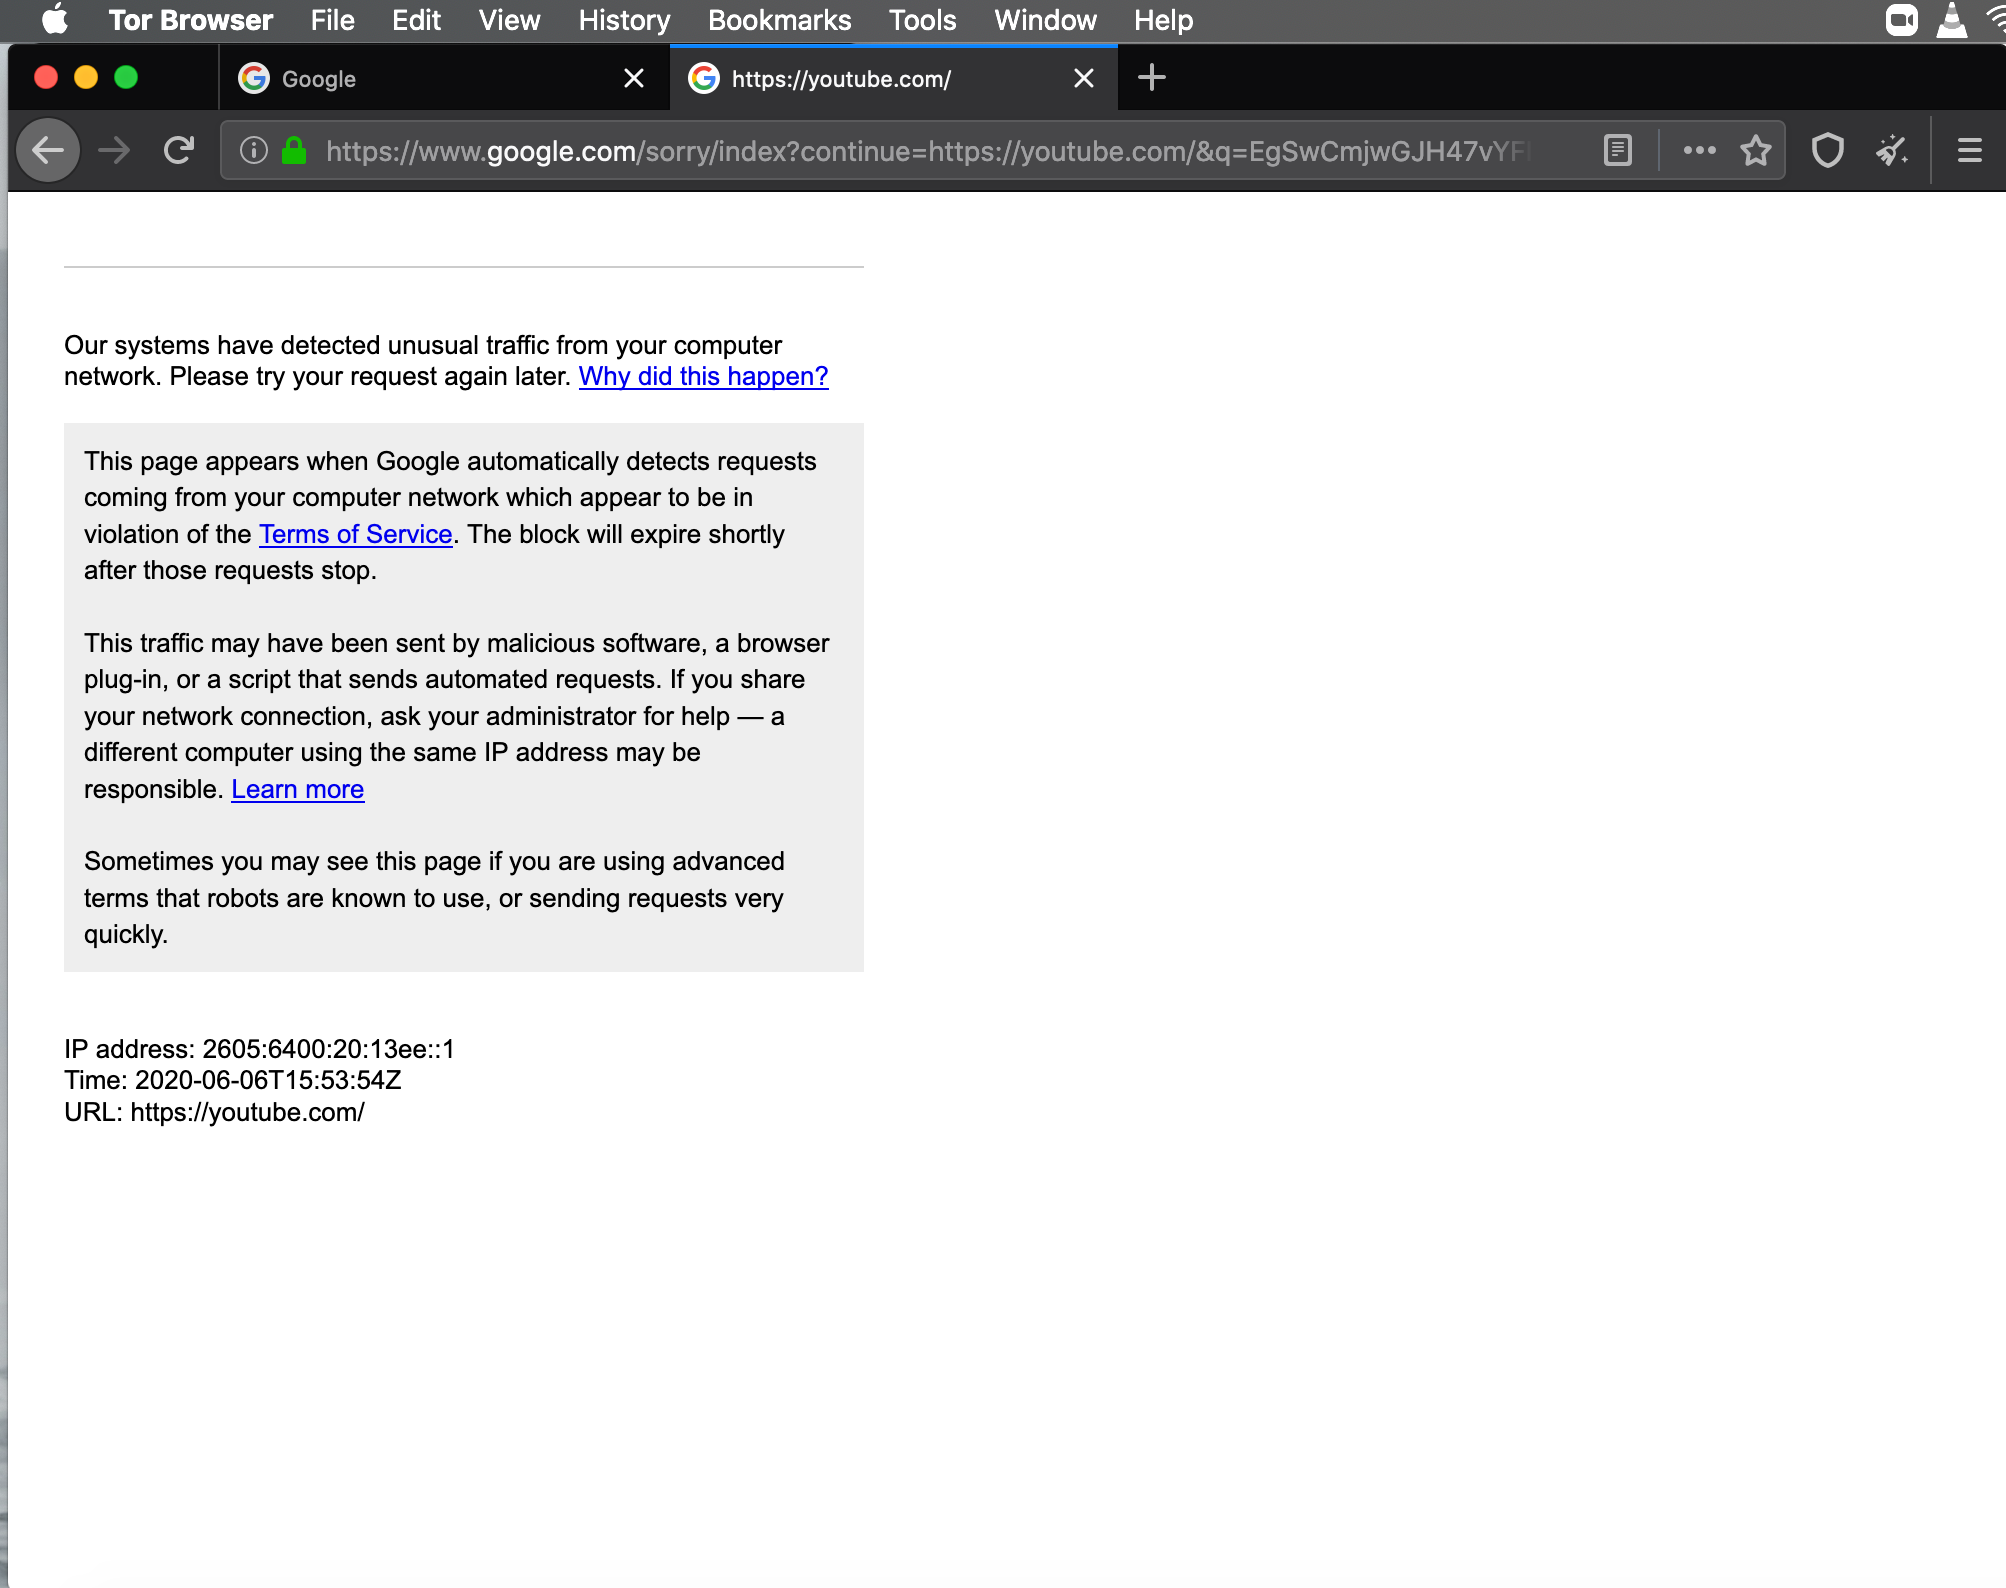 Tor Browser File Edit View History Bookmarks Tools Window Help
Google https://youtube.com/
https://www.google.com/sorry/index?continue=https://youtube.com/&q=EgSwCmjwGJH47vYF
Our systems have detected unusual traffic from your computer
network. Please try your request again later. Why did this happen?
This page appears when Google automatically detects requests
coming from your computer network which appear to be in
violation of the Terms of Service. The block will expire shortly
after those requests stop.
This traffic may have been sent by malicious software, a browser
plug-in, or a script that sends automated requests. If you share
your network connection, ask your administrator for help — a
different computer using the same IP address may be
responsible. Learn more
Sometimes you may see this page if you are using advanced
terms that robots are known to use, or sending requests very
quickly.
IP address: 2605:6400:20:13ee::1
Time: 2020-06-06T15:53:54Z
URL: https://youtube.com/